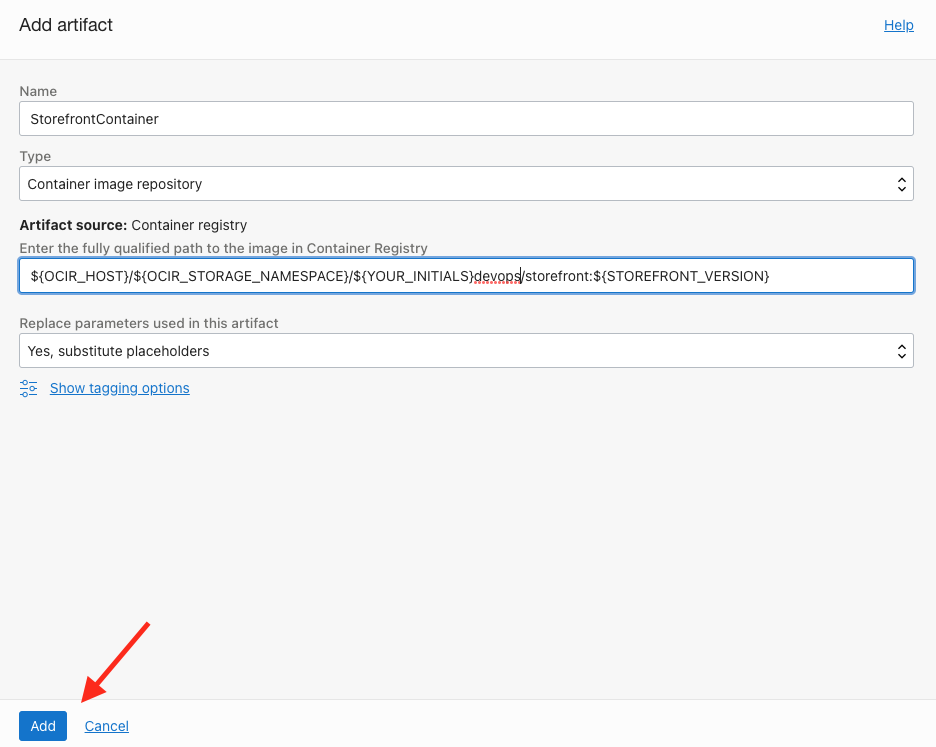 Add artifact
Help
Name
StorefrontContainer
Type
Container image repository
Artifact source: Container registry
Enter the fully qualified path to the image in Container Registry
${OCIR_HOST}/${OCIR_STORAGE_NAMESPACE}/${YOUR_INITIALS}devops/storefront:${STOREFRONT_VERSION}
Replace parameters used in this artifact
Yes, substitute placeholders
Show tagging options
Add Cancel